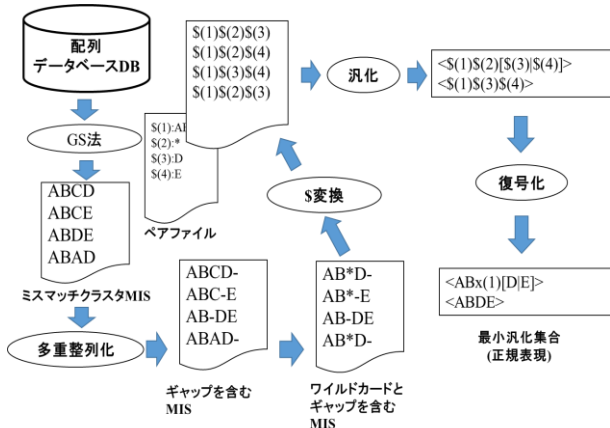 配列
データベースDB
GS法
ABCD
ABCE
ABDE
ABAD
ミスマッチクラスタMIS
多重整列化
ABCD-
ABC-E
AB-DE
ABAD-
ギャップを含む
MIS
AB*D-
AB*-E
AB-DE
AB*D-
ワイルドカードと
ギャップを含む
MIS
$変換
$(1):AB
$(2):*
$(3):D
$(4):E
ペアファイル
$(1)$(2)$(3)
$(1)$(2)$(4)
$(1)$(3)$(4)
$(1)$(2)$(3)
汎化
<$(1)$(2)[$(3)|$(4)]>
<$(1)$(3)$(4)>
復号化
<ABx(1)[D|E]>
<ABDE>
最小汎化集合
(正規表現)